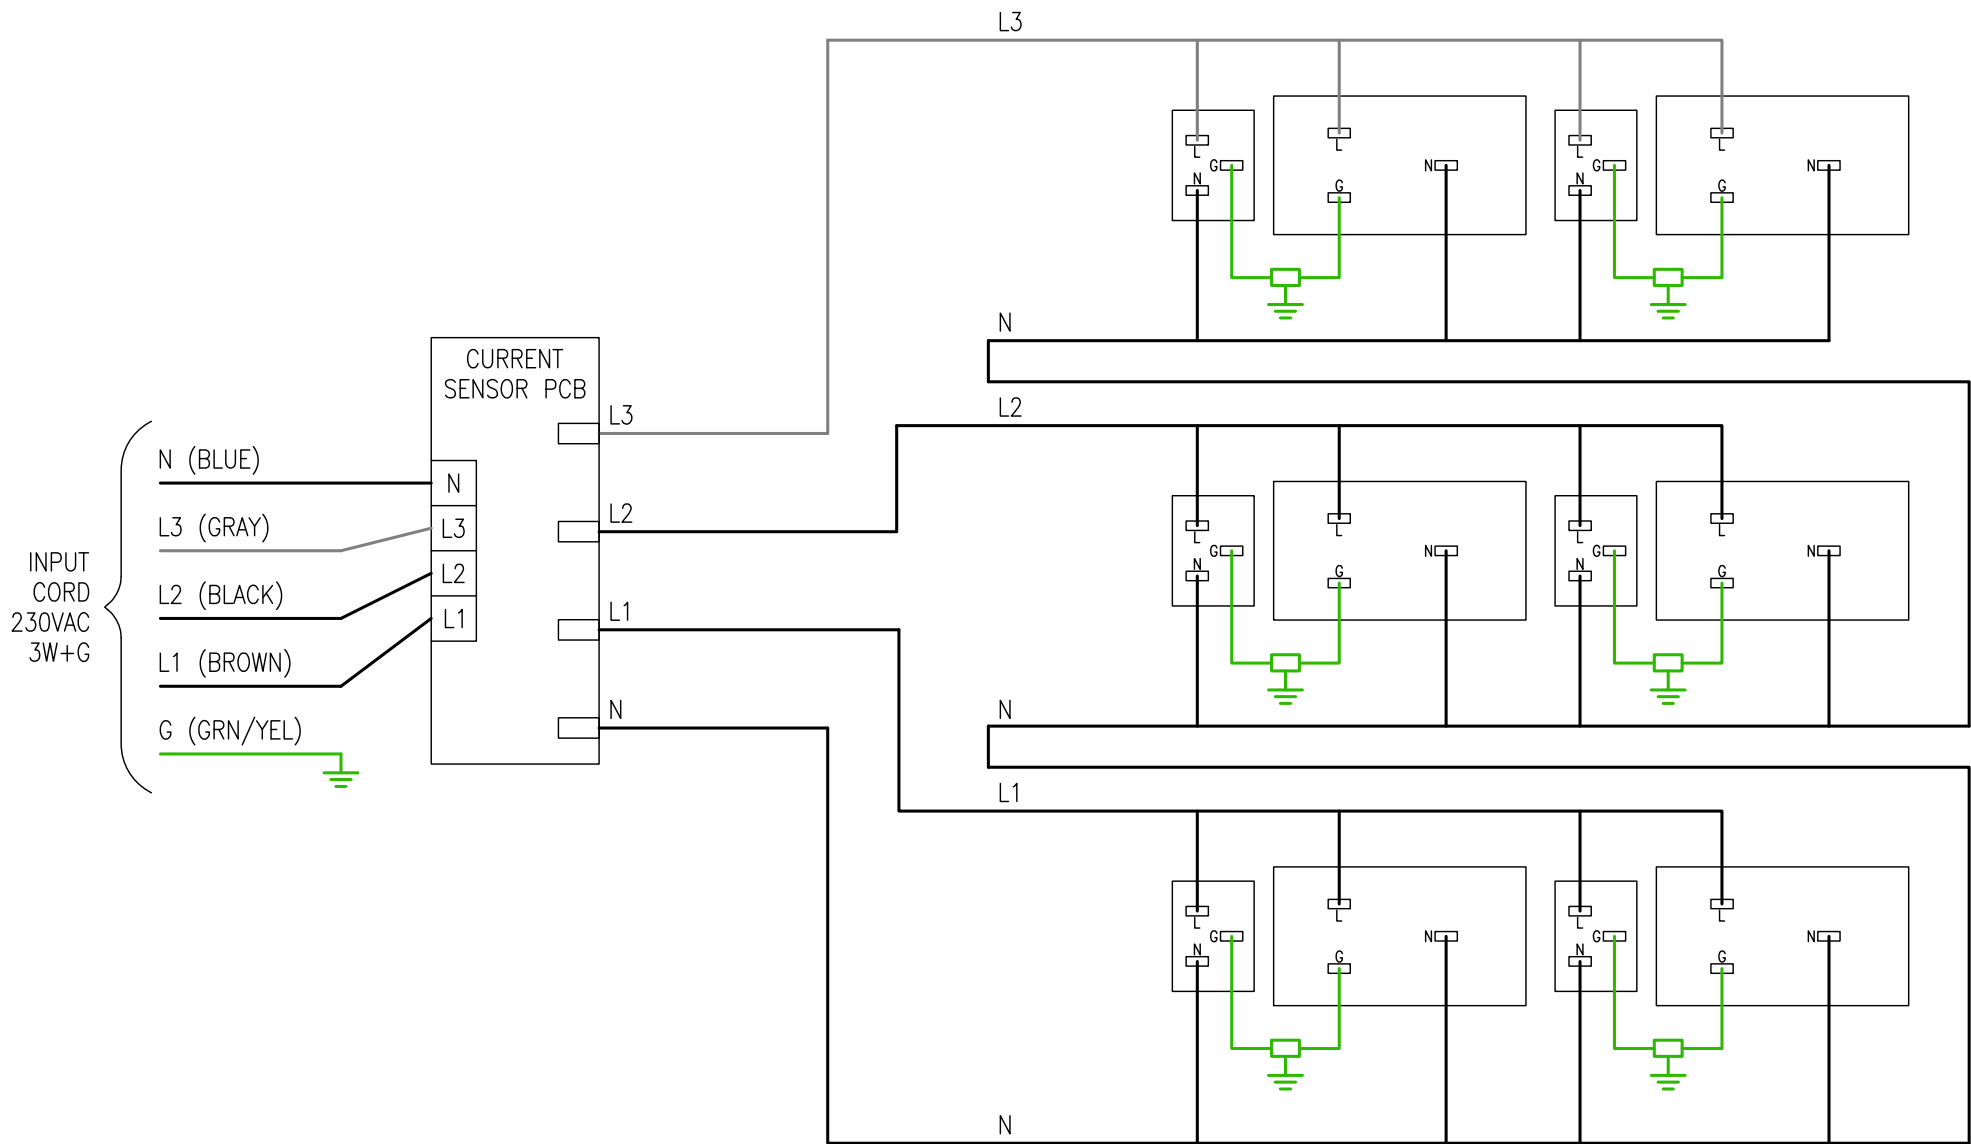 L3
L
G
N
L
N
G
L
G
N
L
N
G
N
CURRENT
SENSOR PCB
L3
L2
N (BLUE)
N
L3 (GRAY)
L3
L2
L
G
N
L
N
G
L
G
N
L
N
G
INPUT
CORD
230VAC
3W+G
L2 (BLACK)
L2
L1
L1
L1 (BROWN)
N
N
G (GRN/YEL)
L1
L
G
N
L
N
G
L
G
N
L
N
G
N